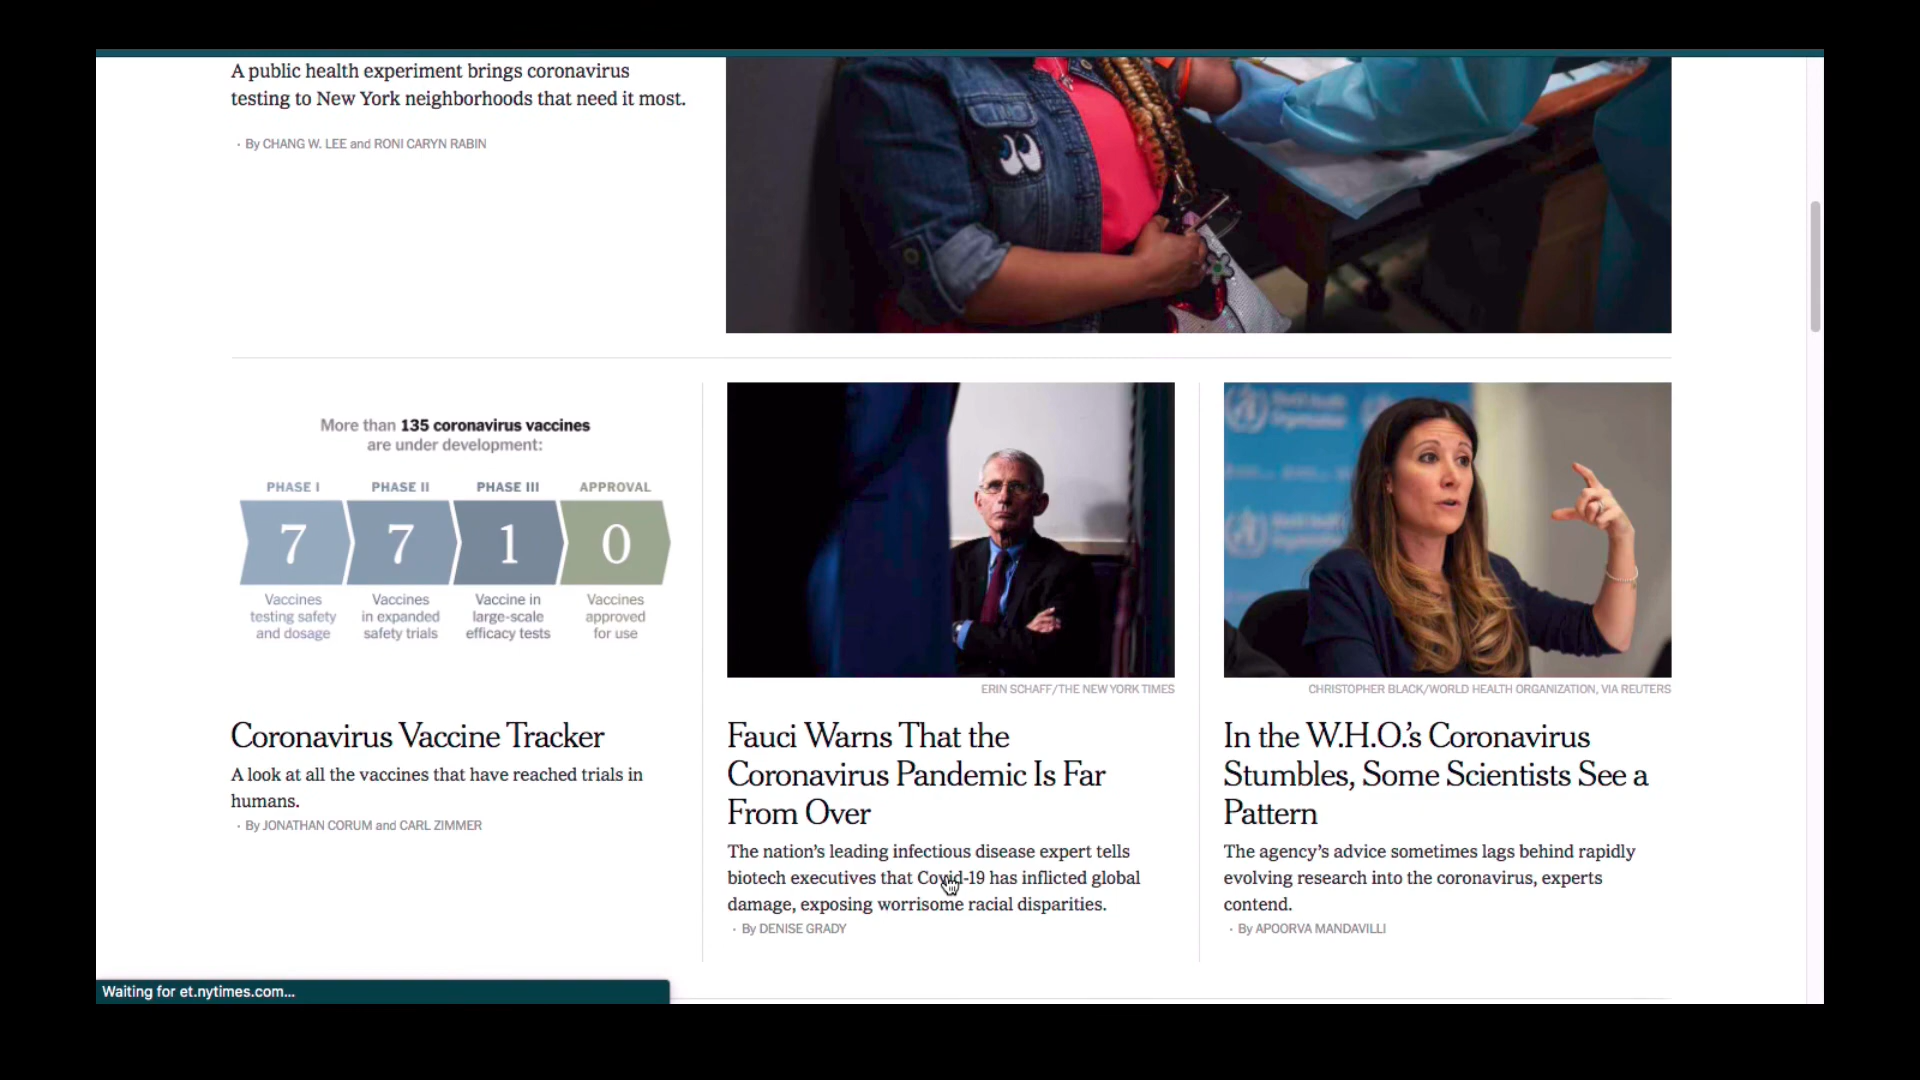 A public health experiment brings coronavirus
testing to New York neighborhoods that need it most.
· By CHANG W. LEE and RONI CARYN RABIN
More than 135 coronavirus vaccines
are under development:
PHASE I
PHASE II
PHASE III
APPROVAL
7
7
1
0
Vaccines
testing safety
and dosage
Vaccines
in expanded
safety trials
Vaccine in
large-scale
efficacy tests
Vaccines
approved
for use
Coronavirus Vaccine Tracker
A look at all the vaccines that have reached trials in
humans.
· By JONATHAN CORUM and CARL ZIMMER
ERIN SCHAFF/THE NEW YORK TIMES
Fauci Warns That the
Coronavirus Pandemic Is Far
From Over
The nation’s leading infectious disease expert tells
biotech executives that Covid-19 has inflicted global
damage, exposing worrisome racial disparities.
· By DENISE GRADY
World Health
Organization
CHRISTOPHER BLACK/WORLD HEALTH ORGANIZATION, VIA REUTERS
In the W.H.O.’s Coronavirus
Stumbles, Some Scientists See a
Pattern
The agency’s advice sometimes lags behind rapidly
evolving research into the coronavirus, experts
contend.
· By APOORVA MANDAVILLI
Waiting for et.nytimes.com...